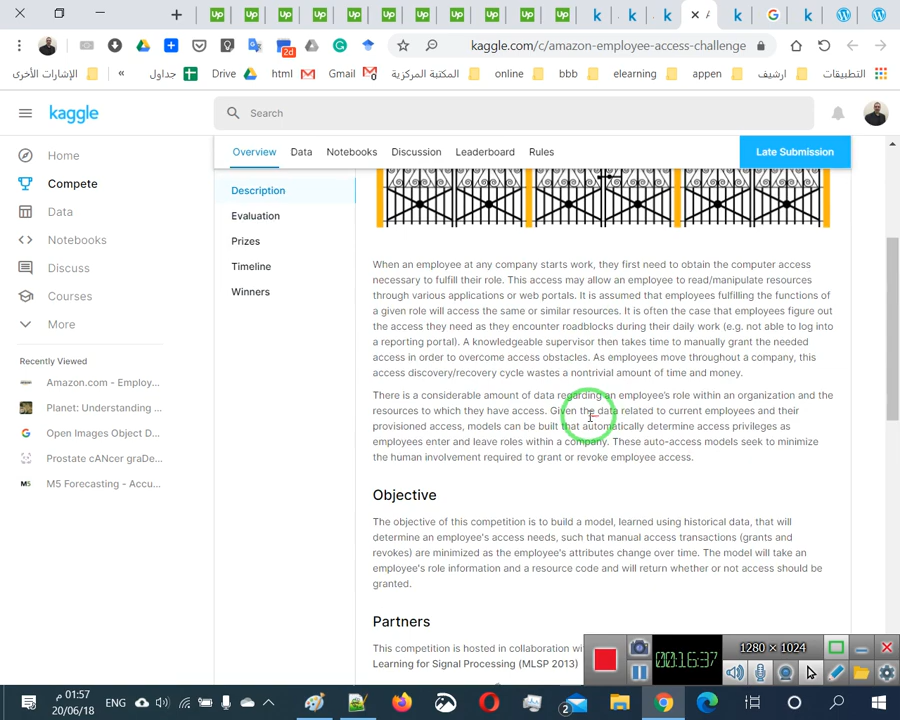 kaggle.com/c/amazon-employee-access-challenge
الإشارات الأخرى
«
جداول
Drive
html
Gmail
المكتبة المركزية
online
bbb
elearning
appen
ارشيف
التطبيقات
kaggle
Search
Home
Compete
Data
Notebooks
Discuss
Courses
More
Recently Viewed
Amazon.com - Employ...
Planet: Understanding ...
Open Images Object D...
Prostate cANcer graDe...
M5 Forecasting - Accu...
Overview
Data
Notebooks
Discussion
Leaderboard
Rules
Late Submission
Description
Evaluation
Prizes
Timeline
Winners
When an employee at any company starts work, they first need to obtain the computer access
necessary to fulfill their role. This access may allow an employee to read/manipulate resources
through various applications or web portals. It is assumed that employees fulfilling the functions of
a given role will access the same or similar resources. It is often the case that employees figure out
the access they need as they encounter roadblocks during their daily work (e.g. not able to log into
a reporting portal). A knowledgeable supervisor then takes time to manually grant the needed
access in order to overcome access obstacles. As employees move throughout a company, this
access discovery/recovery cycle wastes a nontrivial amount of time and money.
There is a considerable amount of data regarding an employee's role within an organization and the
resources to which they have access. Given the data related to current employees and their
provisioned access, models can be built that automatically determine access privileges as
employees enter and leave roles within a company. These auto-access models seek to minimize
the human involvement required to grant or revoke employee access.
Objective
The objective of this competition is to build a model, learned using historical data, that will
determine an employee's access needs, such that manual access transactions (grants and
revokes) are minimized as the employee's attributes change over time. The model will take an
employee's role information and a resource code and will return whether or not access should be
granted.
Partners
This competition is hosted in collaboration wi
Learning for Signal Processing (MLSP 2013)
1280 × 1024
00:16:37
01:57 م
20/06/18
ENG
2